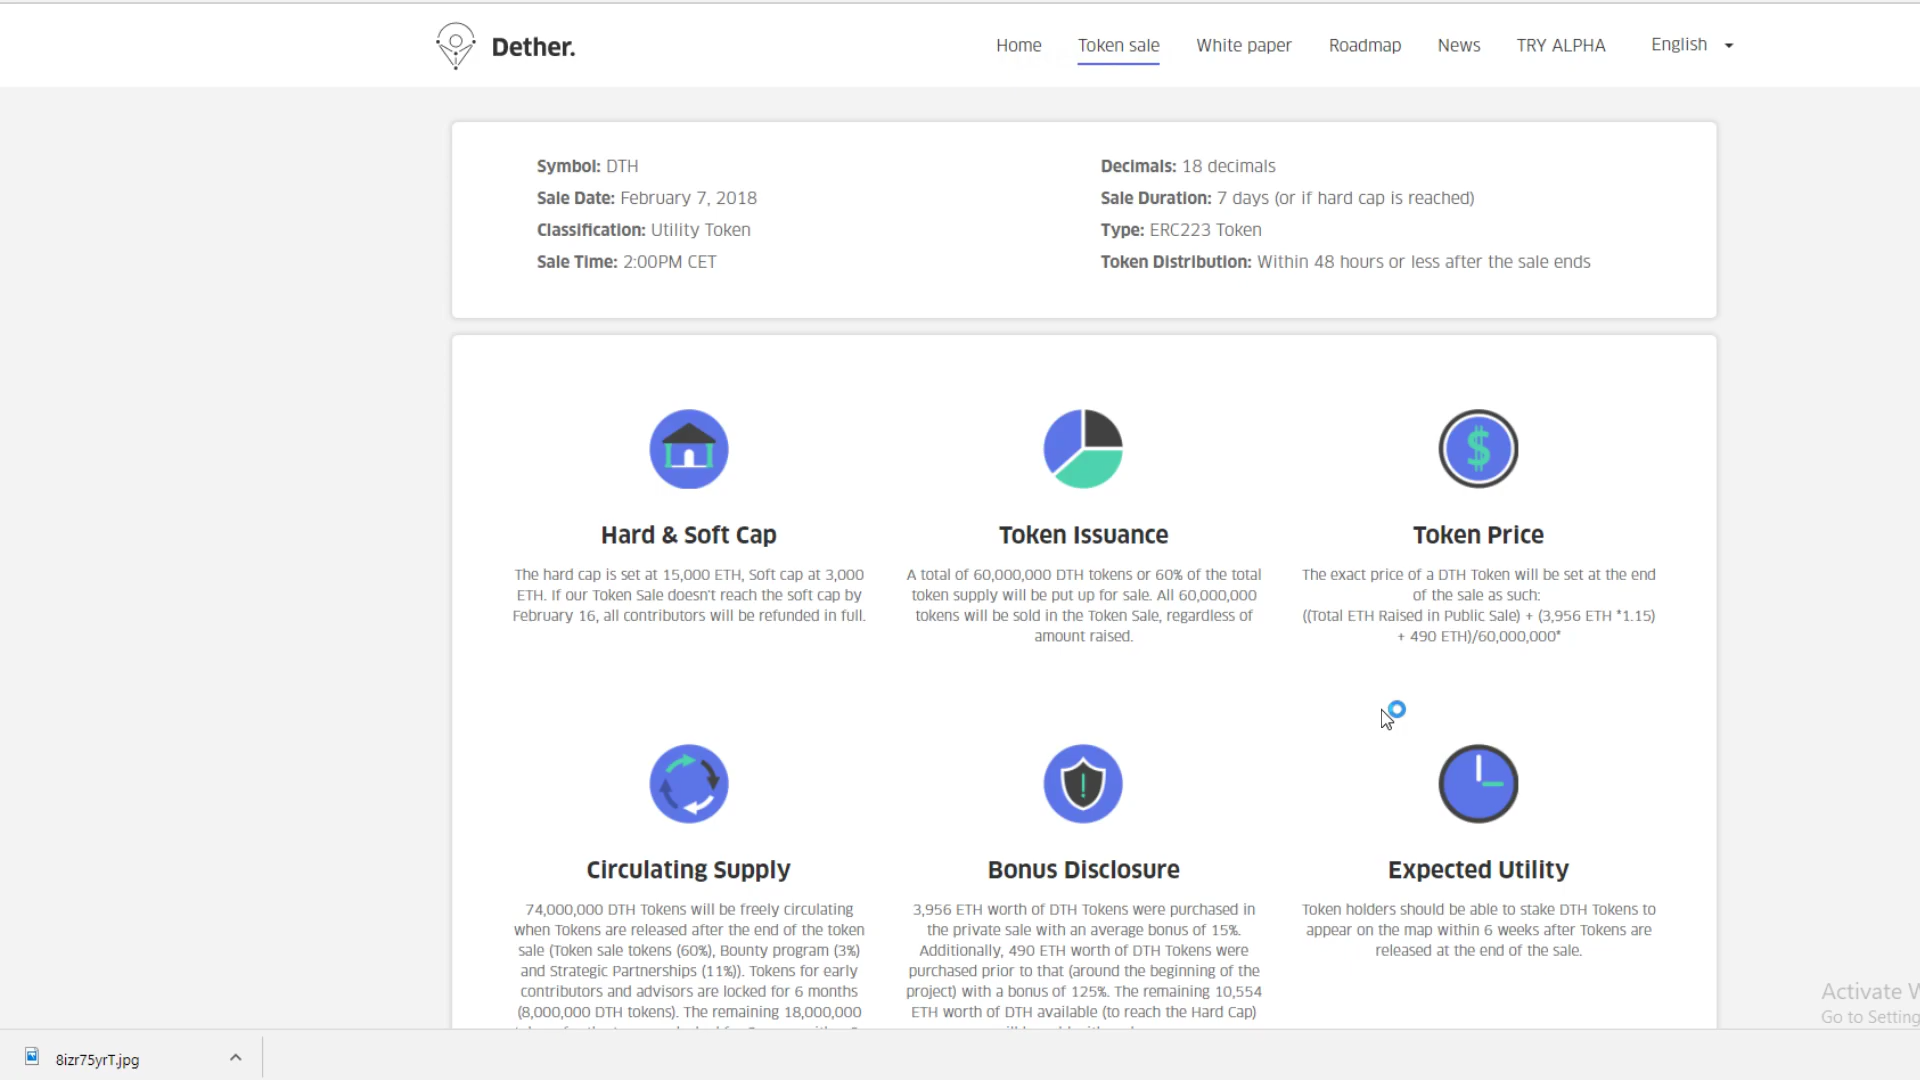 Dether.
Home Token sale White paper Roadmap News TRY ALPHA English
Symbol: DTH
Sale Date: February 7, 2018
Classification: Utility Token
Sale Time: 2:00PM CET
Decimals: 18 decimals
Sale Duration: 7 days (or if hard cap is reached)
Type: ERC223 Token
Token Distribution: Within 48 hours or less after the sale ends
Hard & Soft Cap
The hard cap is set at 15,000 ETH, Soft cap at 3,000
ETH. If our Token Sale doesn't reach the soft cap by
February 16, all contributors will be refunded in full.
Token Issuance
A total of 60,000,000 DTH tokens or 60% of the total
token supply will be put up for sale. All 60,000,000
tokens will be sold in the Token Sale, regardless of
amount raised.
Token Price
The exact price of a DTH Token will be set at the end
of the sale as such:
((Total ETH Raised in Public Sale) + (3,956 ETH *1.15)
+ 490 ETH)/60,000,000*
Circulating Supply
74,000,000 DTH Tokens will be freely circulating
when Tokens are released after the end of the token
sale (Token sale tokens (60%), Bounty program (3%)
and Strategic Partnerships (11%)). Tokens for early
contributors and advisors are locked for 6 months
(8,000,000 DTH tokens). The remaining 18,000,000
Bonus Disclosure
3,956 ETH worth of DTH Tokens were purchased in
the private sale with an average bonus of 15%.
Additionally, 490 ETH worth of DTH Tokens were
purchased prior to that (around the beginning of the
project) with a bonus of 125%. The remaining 10,554
ETH worth of DTH available (to reach the Hard Cap)
Expected Utility
Token holders should be able to stake DTH Tokens to
appear on the map within 6 weeks after Tokens are
released at the end of the sale.
Activate W
Go to Setting
8izr75yrT.jpg